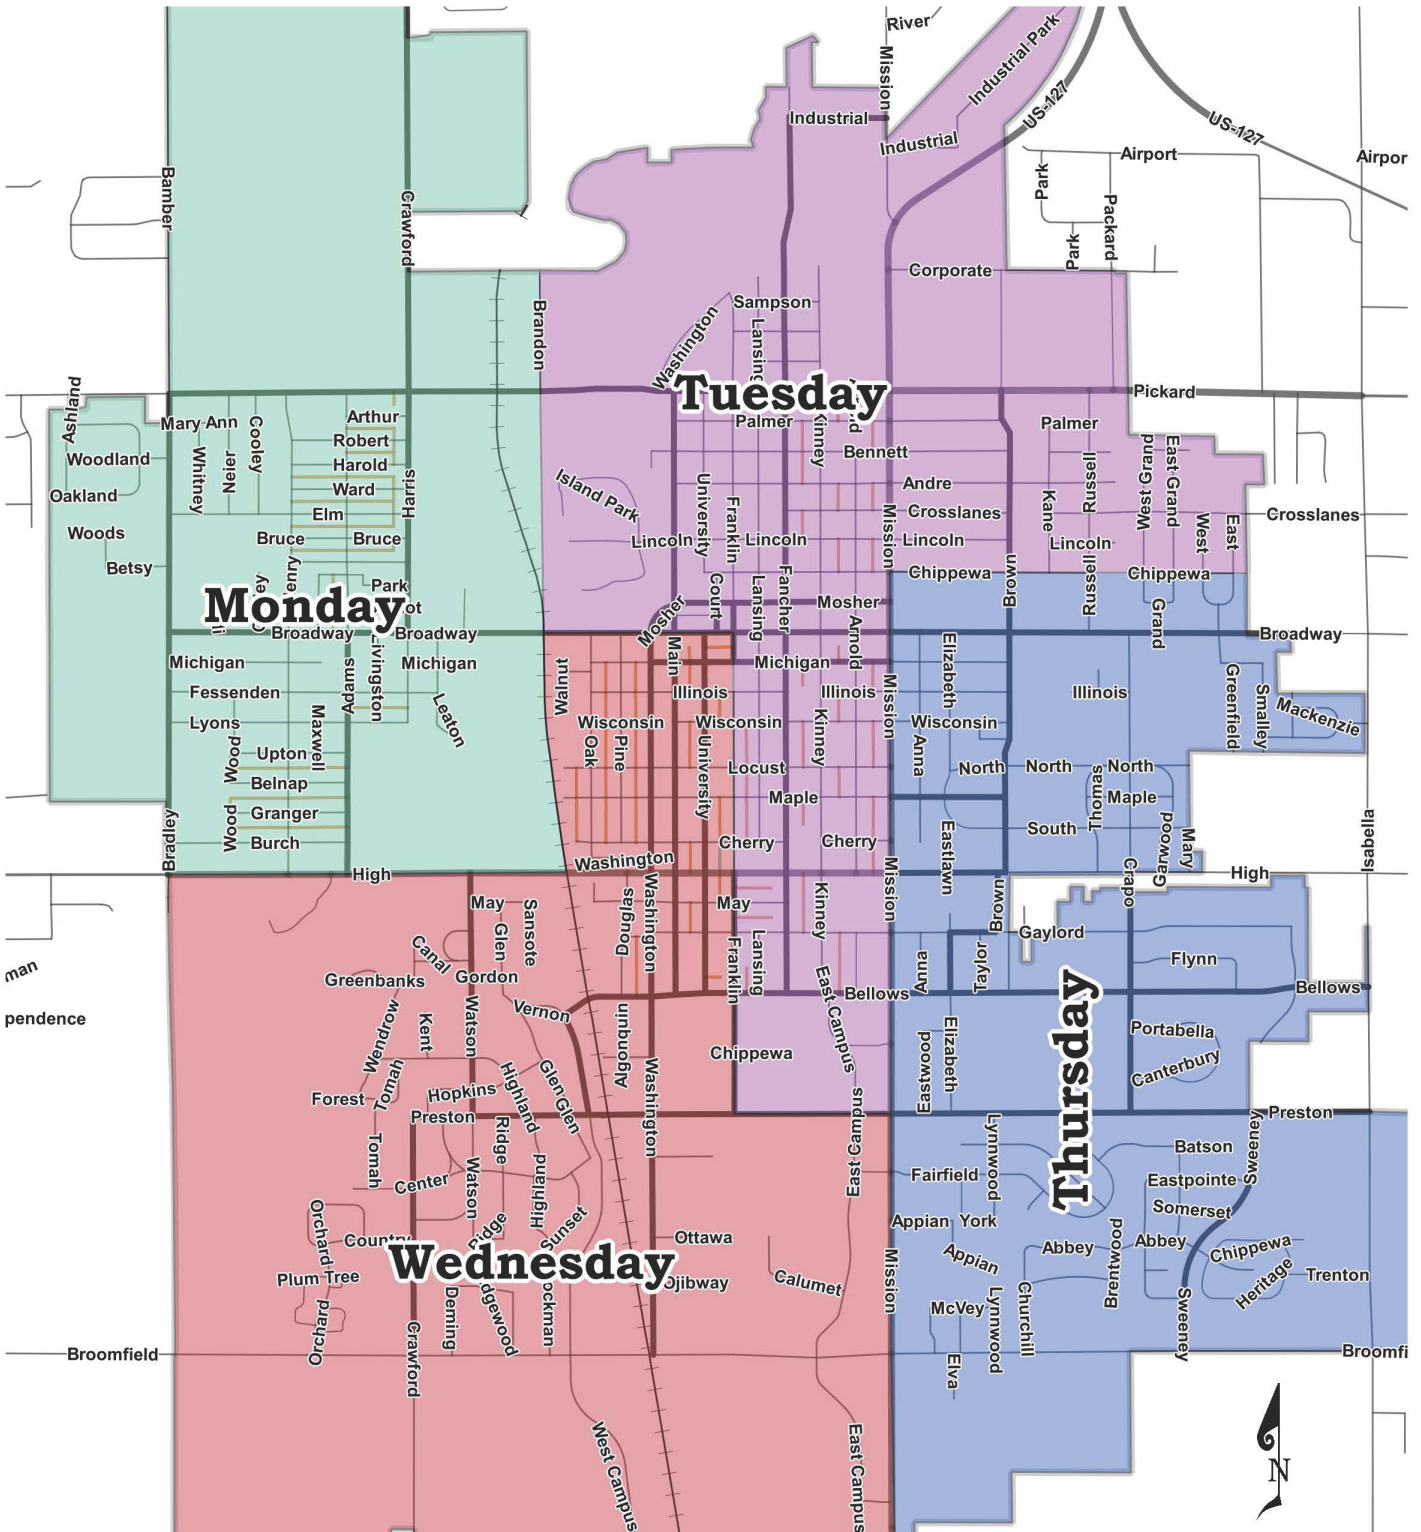 River
Industrial Park
Mission
US-127
US-127
Industrial
Industrial
Airport
Airpor
Park
Packard
Park
Bamber
Crawford
Corporate
Brandon
Sampson
Washington
Lansing
Tuesday
Pickard
Ashland
Mary Ann
Cooley
Arthur
Palmer
Kinney
Palmer
Robert
Woodland
Whitney
Neier
Harold
Bennett
Russell
West Grand
East Grand
Oakland
Ward
Harris
Island Park
University
Franklin
Andre
Kane
Elm
Mission
Crosslanes
Crosslanes
Woods
Bruce
Bruce
Lincoln
Lincoln
Lincoln
Lincoln
West
East
Betsy
Chippewa
Brown
Russell
Chippewa
Park
Monday
Court
Lansing
Fancher
Mosher
Mosher
Grand
Broadway
Broadway
Arnold
Broadway
Michigan
Adams
Livingston
Michigan
Walnut
Main
Michigan
Elizabeth
Fessenden
Illinois
Illinois
Mission
Illinois
Greenfield
Smalley
Mackenzie
Lyons
Maxwell
Leaton
Wisconsin
Wisconsin
Kinney
Wisconsin
Wood
Upton
Oak
Pine
University
Anna
Belnap
Locust
North
North
North
Maple
Thomas
Maple
Wood
Granger
Bradley
Burch
Cherry
Cherry
Eastlawn
South
Garwood
Mary
Isabella
Washington
High
Mission
Crapo
High
May
Sansote
Douglas
Washington
May
Kinney
Brown
Glen
Canal
Gaylord
Greenbanks
Gordon
Franklin
Lansing
Anna
Taylor
Flynn
man
East Campus
Bellows
Thursday
Bellows
pendence
Wendrow
Kent
Watson
Vernon
Algonquin
Portabella
Chippewa
Eastwood
Elizabeth
Canterbury
Tomah
Hopkins
Highland
Glen
Glen
Washington
Forest
Preston
East Campus
Preston
Tomah
Ridge
Lynnwood
Batson
Sweeney
Center
Watson
Highland
Fairfield
Eastpointe
Somerset
Orchard
Ridge
Sunset
Appian
York
Country
Ottawa
Mission
Appian
Abbey
Brentwood
Abbey
Chippewa
Wednesday
Plum Tree
Ojibway
Calumet
Heritage
Trenton
Orchard
Deming
McVey
Lynnwood
Churchill
Sweeney
Broomfield
Crawford
Broomfi
Elva
West Campus
East Campus
N